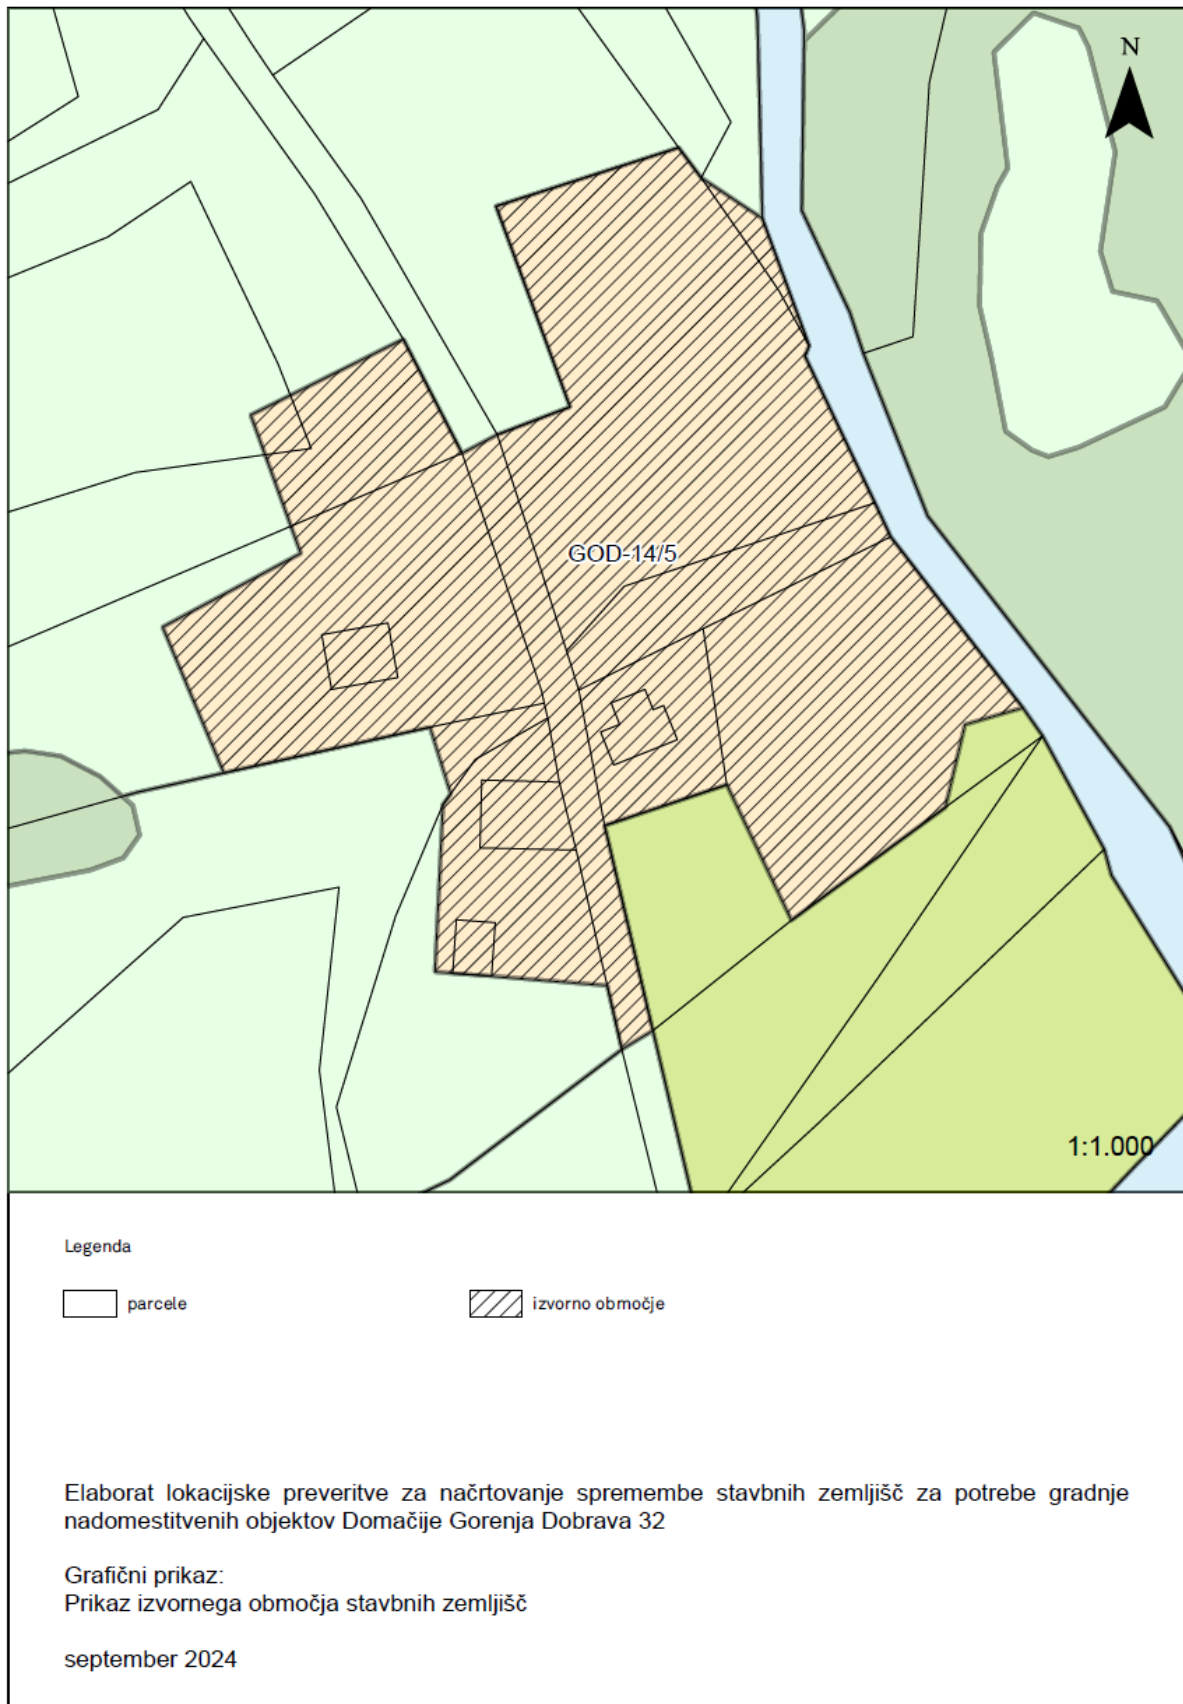 N
GOD-14/5
1:1.000
Legenda
parcele
izvorno območje
Elaborat lokacijske preveritve za načrtovanje spremembe stavbnih zemljišč za potrebe gradnje
nadomestitvenih objektov Domačije Gorenja Dobrava 32
Grafični prikaz:
Prikaz izvornega območja stavbnih zemljišč
september 2024